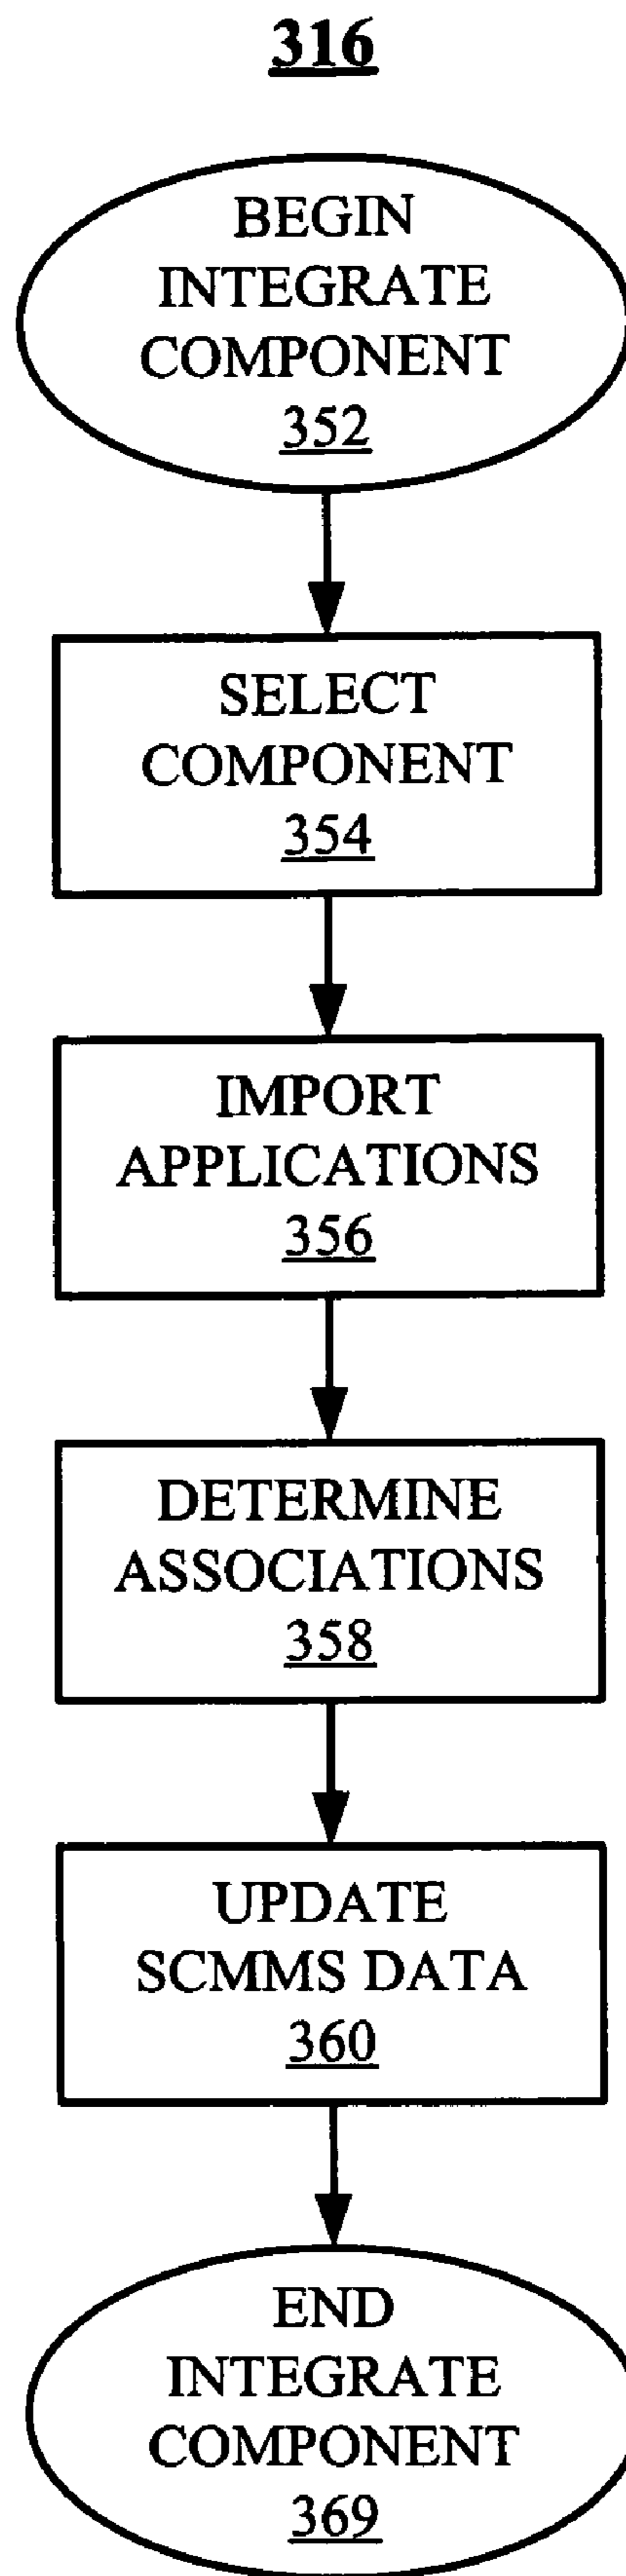 316
BEGIN
INTEGRATE
COMPONENT
352
SELECT
COMPONENT
354
IMPORT
APPLICATIONS
356
DETERMINE
ASSOCIATIONS
358
UPDATE
SCMMS DATA
360
END
INTEGRATE
COMPONENT
369